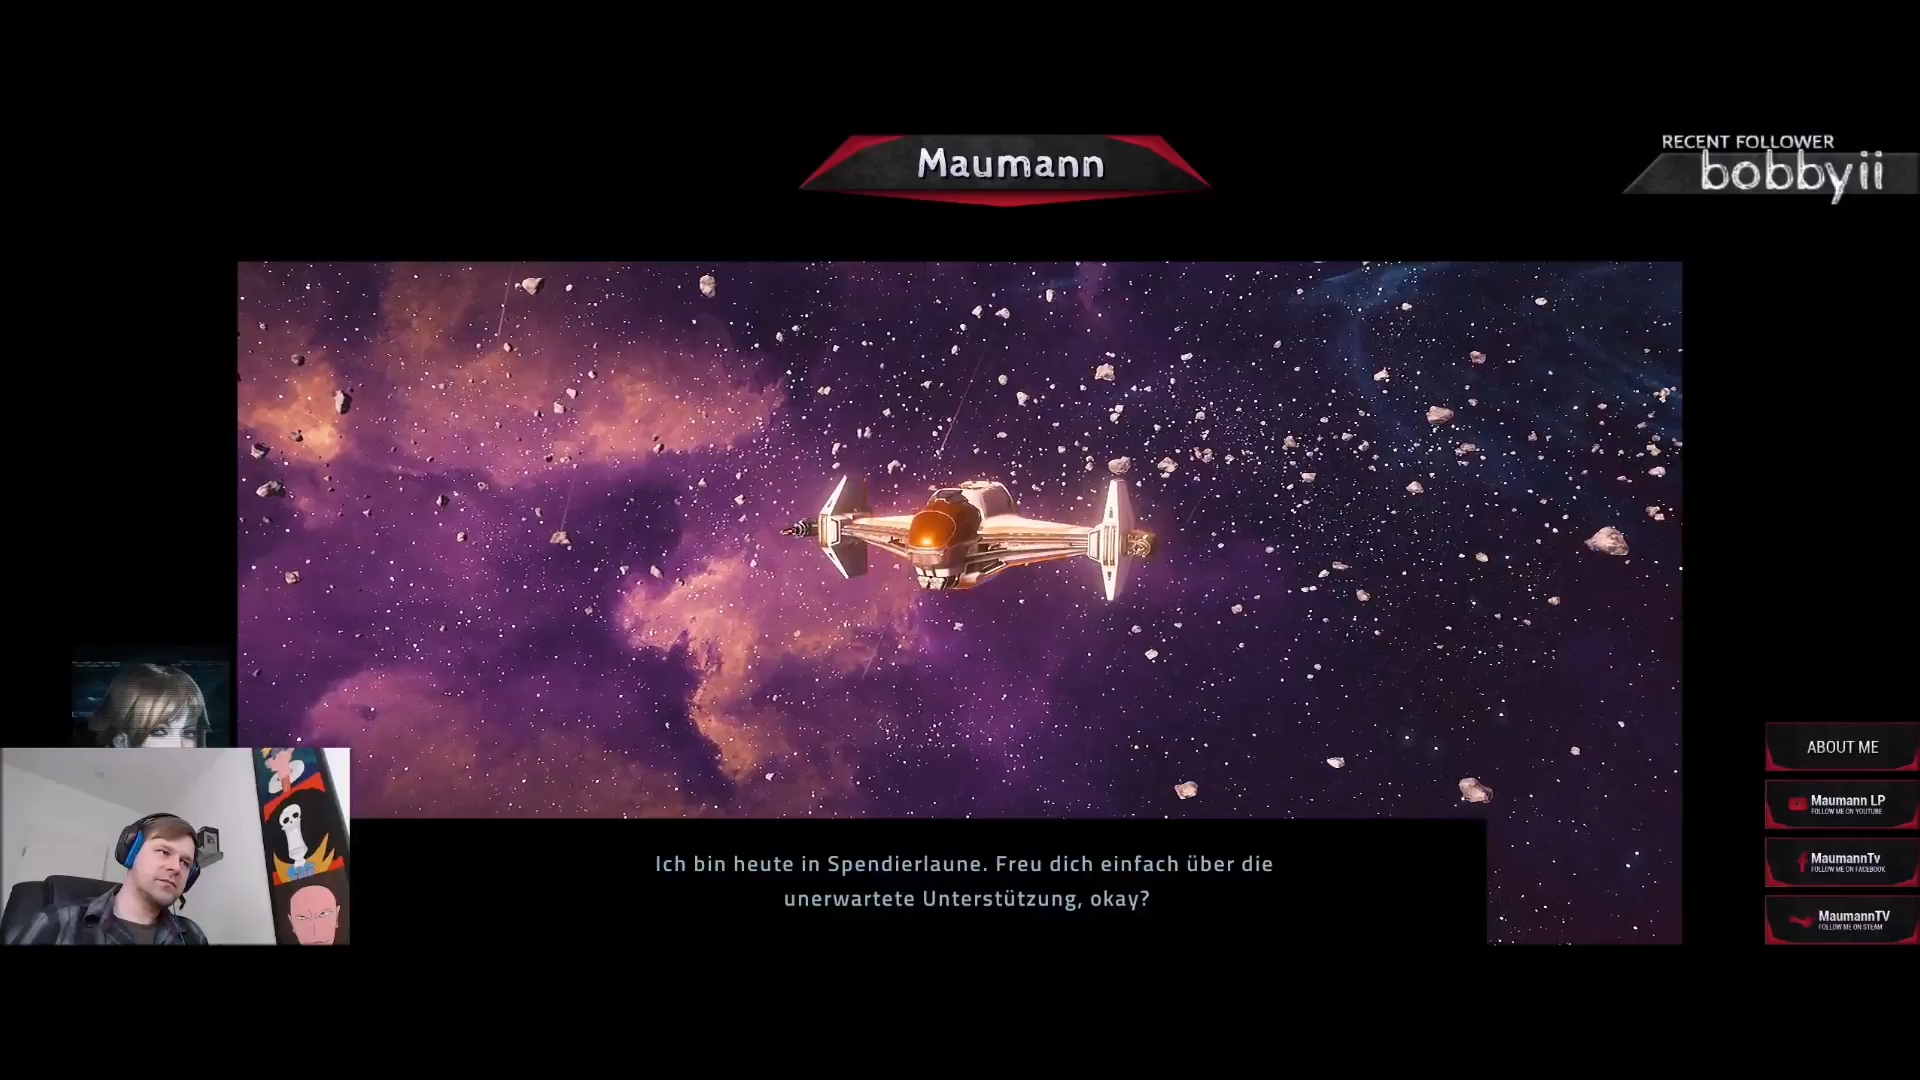 Maumann
RECENT FOLLOWER
bobbyii
Ich bin heute in Spendierlaune. Freu dich einfach über die
unerwartete Unterstützung, okay?
ABOUT ME
Maumann LP
FOLLOW ME ON YOUTUBE
MaumannTv
FOLLOW ME ON FACEBOOK
MaumannTV
FOLLOW ME ON STEAM